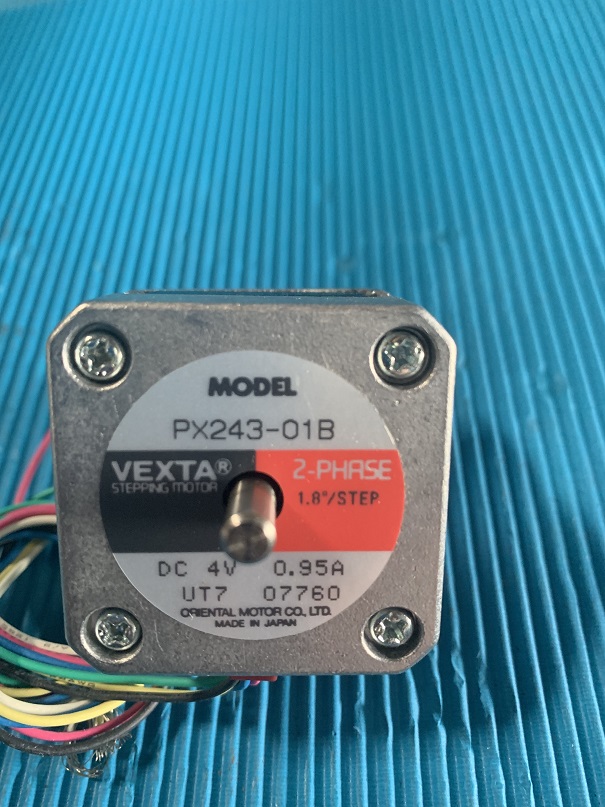 MODEL
PX243-01B
VEXTA® 2-PHASE
STEPPING MOTOR 1.8°/STEP
DC 4V 0.95A
UT7 07760
ORIENTAL MOTOR CO., LTD.
MADE IN JAPAN